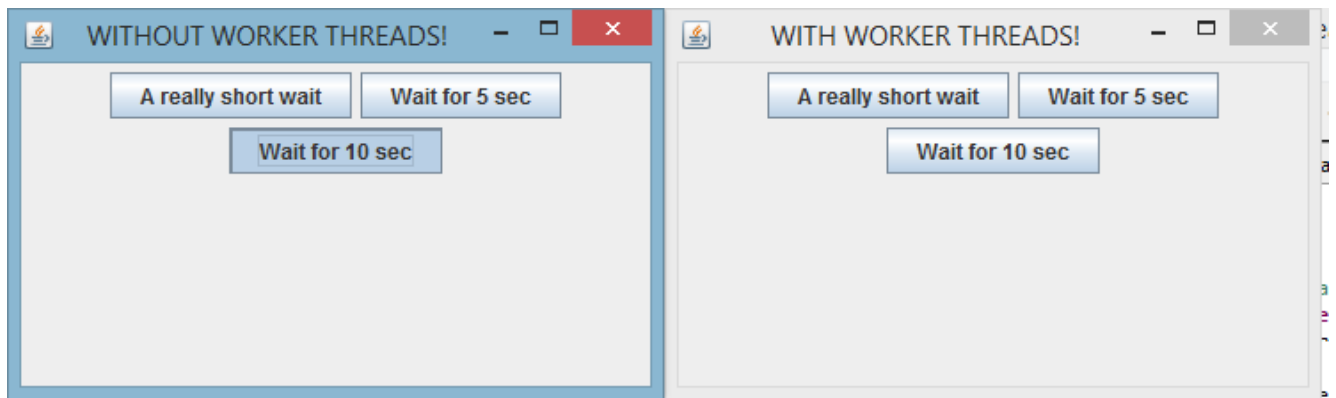 WITHOUT WORKER THREADS!
A really short wait
Wait for 5 sec
Wait for 10 sec
WITH WORKER THREADS!
A really short wait
Wait for 5 sec
Wait for 10 sec